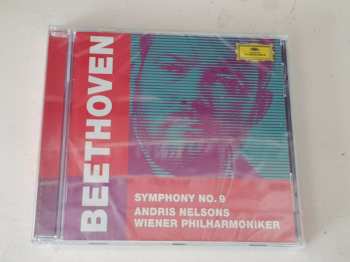 BEETHOVEN
SYMPHONY NO. 9
ANDRIS NELSONS
WIENER PHILHARMONIKER